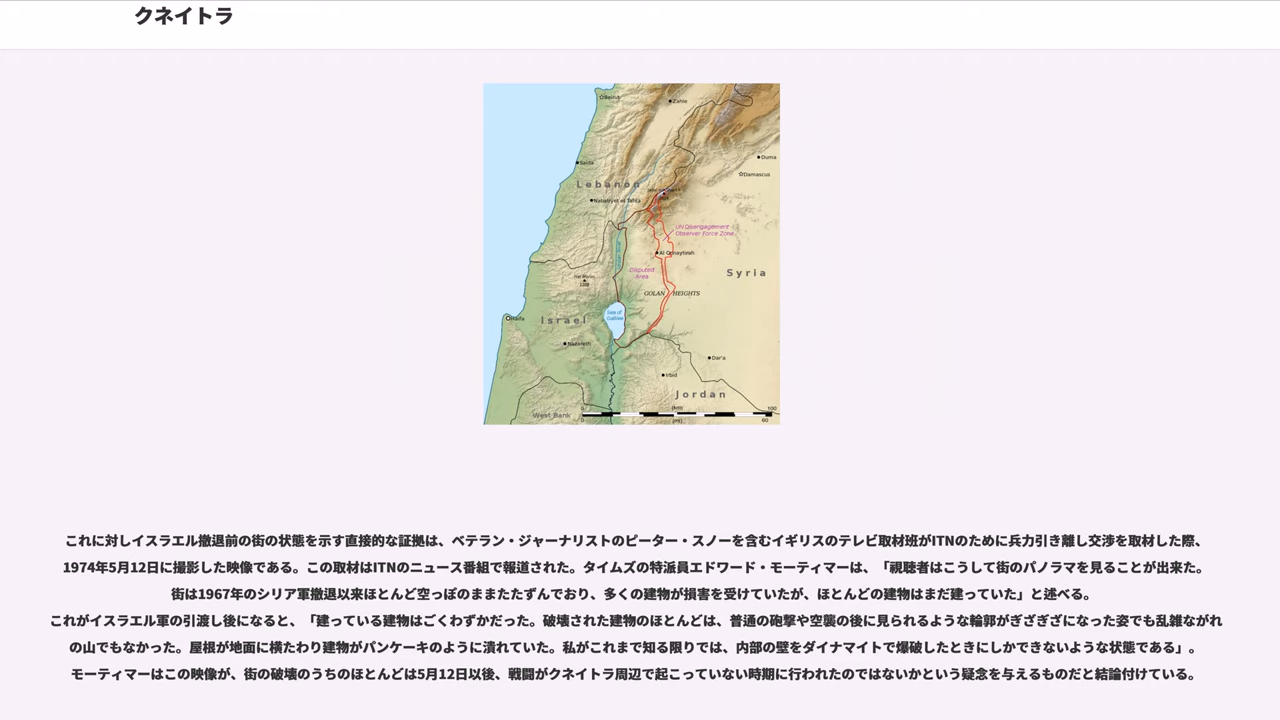 クネイトラ
Beirut
Zahle
Duma
Damascus
Saida
Lebanon
Nabatiyet et Tahta
UN Disengagement
Observer Force Zone
Al Qunaytirah
Disputed
Area
Syria
GOLAN HEIGHTS
Haifa
Israel
Sea of
Galilee
Nazareth
Dar'a
Irbid
Jordan
West Bank
0 (km) 100
0 (mi) 60
これに対しイスラエル撤退前の街の状態を示す直接的な証拠は、ベテラン・ジャーナリストのピーター・スノーを含むイギリスのテレビ取材班がITNのために兵力引き離し交渉を取材した際、
1974年5月12日に撮影した映像である。この取材はITNのニュース番組で報道された。タイムズの特派員エドワード・モーティマーは、「視聴者はこうして街のパノラマを見ることが出来た。
街は1967年のシリア軍撤退以来ほとんど空っぽのままたたずんでおり、多くの建物が損害を受けていたが、ほとんどの建物はまだ建っていた」と述べる。
これがイスラエル軍の引渡し後になると、「建っている建物はごくわずかだった。破壊された建物のほとんどは、普通の砲撃や空襲の後に見られるような輪郭がぎざぎざになった姿でも乱雑ながれ
の山でもなかった。屋根が地面に横たわり建物がパンケーキのように潰れていた。私がこれまで知る限りでは、内部の壁をダイナマイトで爆破したときにしかできないような状態である」。
モーティマーはこの映像が、街の破壊のうちのほとんどは5月12日以後、戦闘がクネイトラ周辺で起こっていない時期に行われたのではないかという疑念を与えるものだと結論付けている。